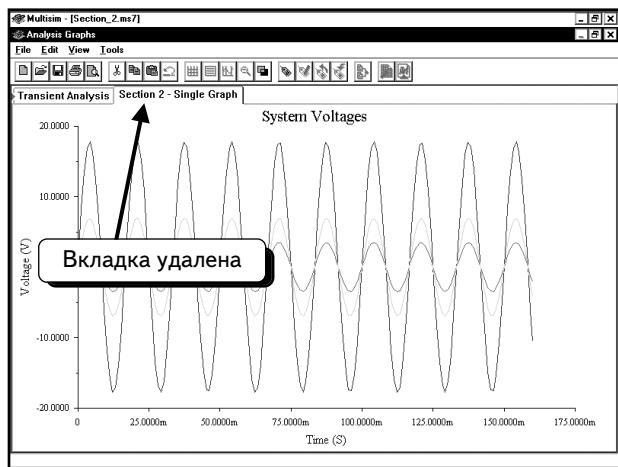 Multisim - [Section_2.ms7]
Analysis Graphs
File Edit View Tools
Transient Analysis Section 2 - Single Graph
System Voltages
20.0000
10.0000
Вкладка удалена
Voltage (V)
-10.0000
-20.0000
0 25.0000m 50.0000m 75.0000m 100.0000m 125.0000m 150.0000m 175.0000m
Time (S)